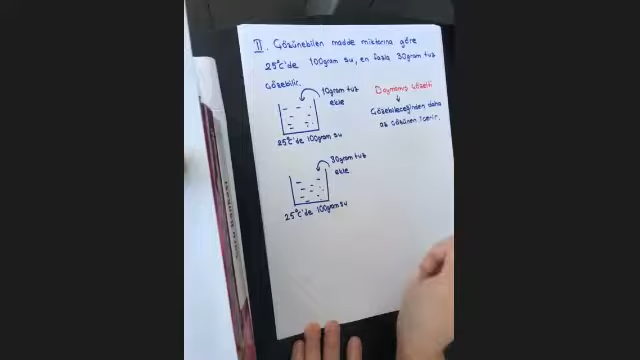 II. Çözünebilen madde miktarına göre
25°C'de 100gram su, en fazla 30gram tuz
çözebilir.
10gram tuz
ekle
25°C'de 100gram su
Doymamış çözelti
Çözebileceğinden daha
az çözünen içerir.
30gram tuz
ekle
25°C'de 100gram su